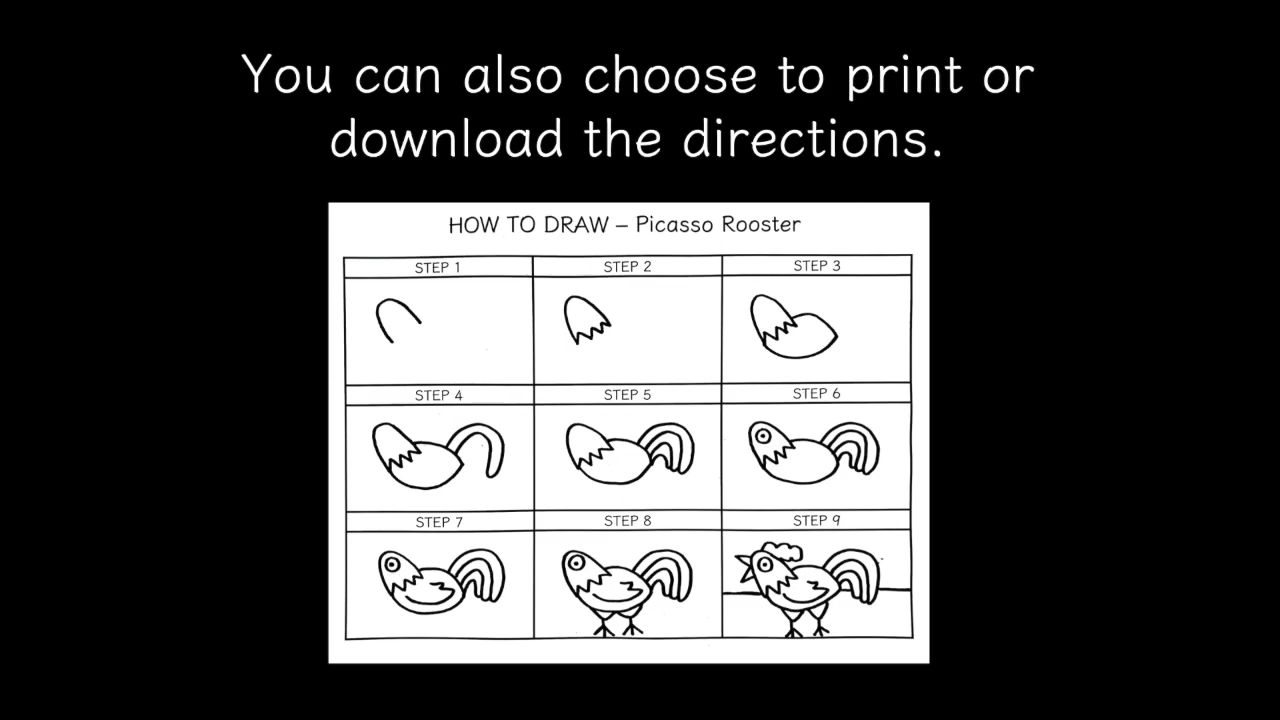 You can also choose to print or
download the directions.
HOW TO DRAW – Picasso Rooster
STEP 1
STEP 2
STEP 3
STEP 4
STEP 5
STEP 6
STEP 7
STEP 8
STEP 9